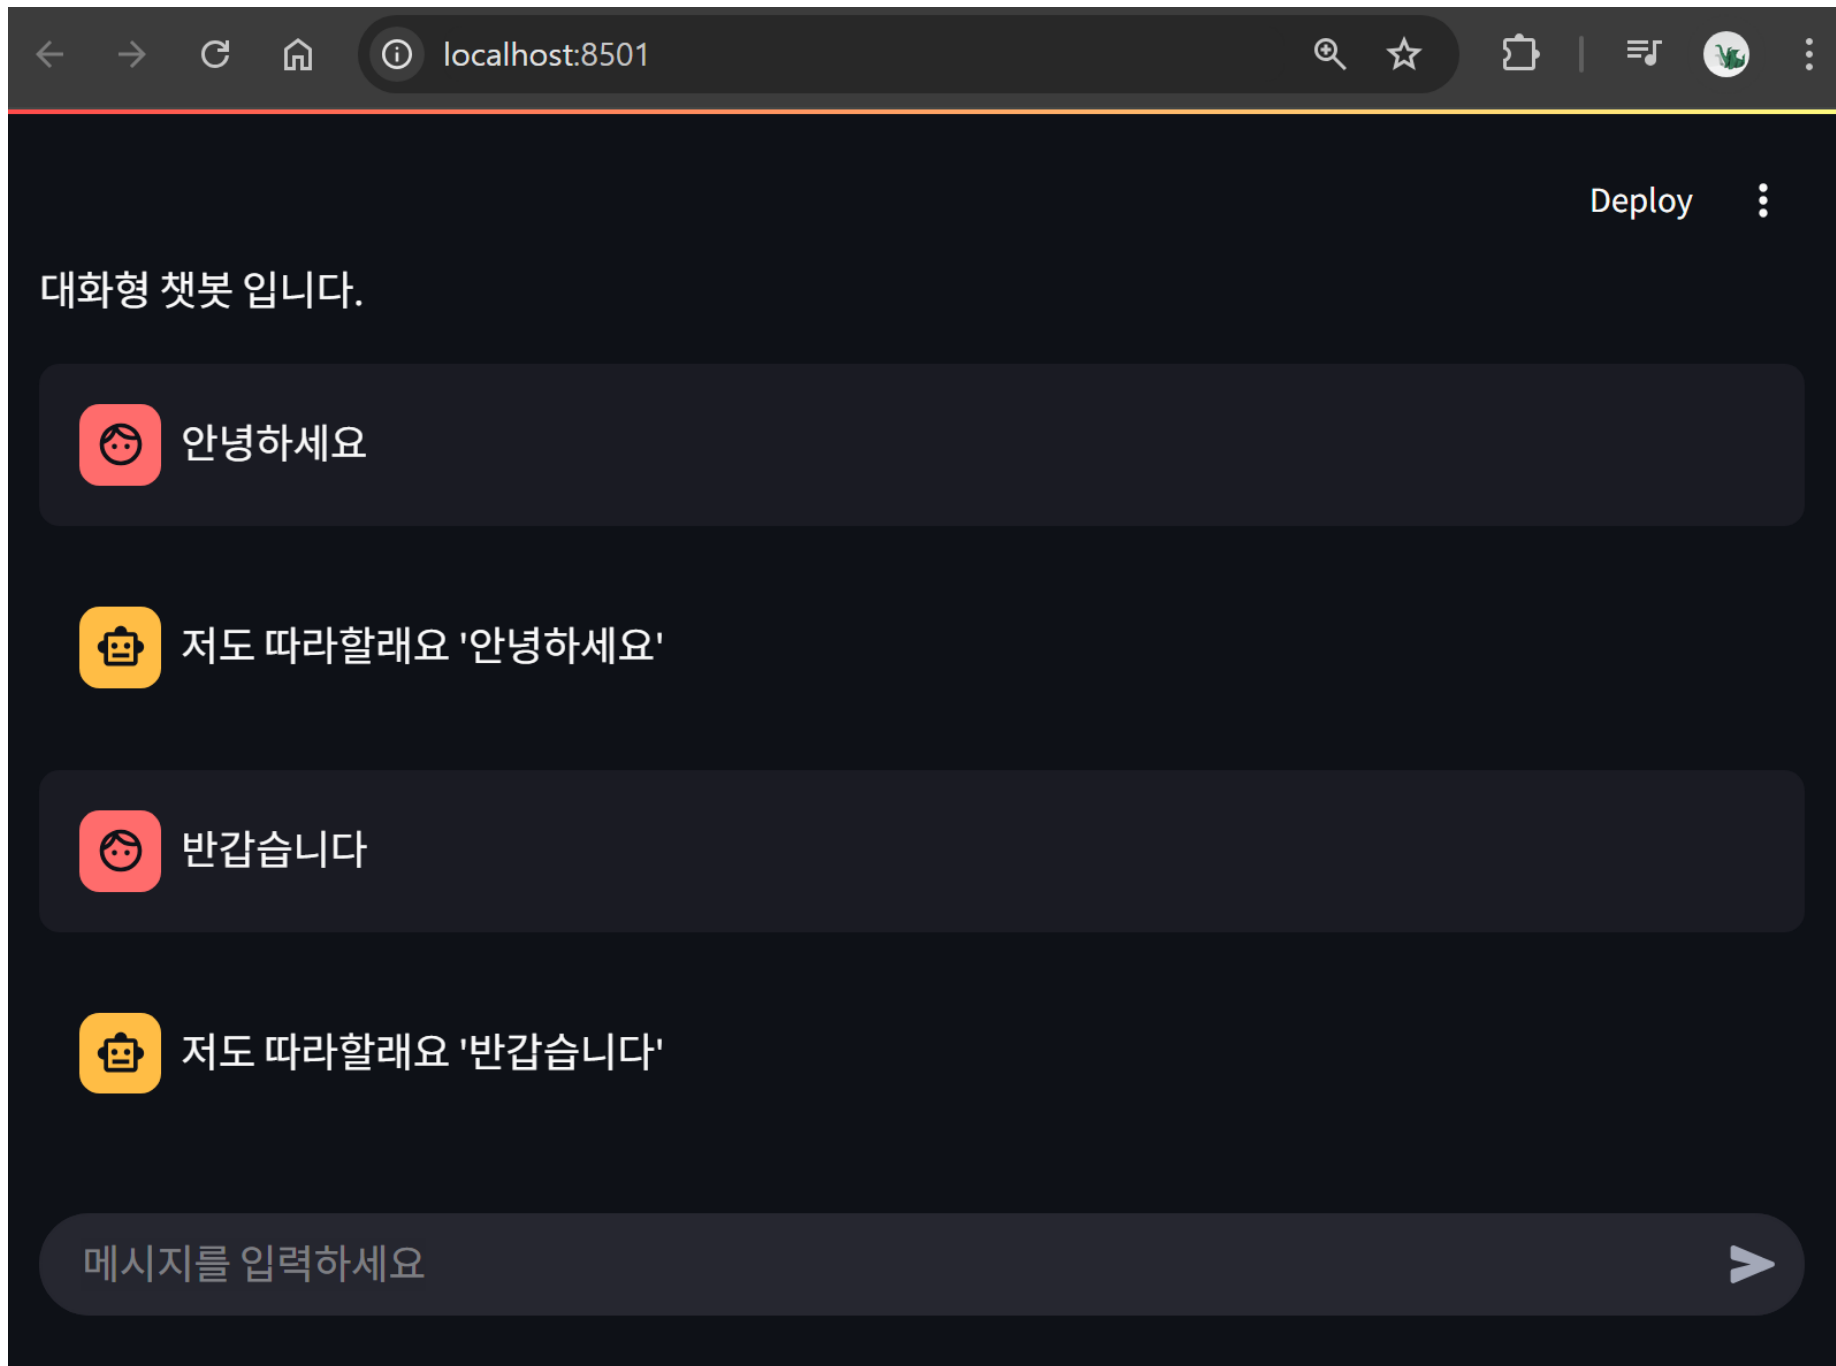 localhost:8501
Deploy
대화형 챗봇 입니다.
안녕하세요
저도 따라할래요 '안녕하세요'
반갑습니다
저도 따라할래요 '반갑습니다'
메시지를 입력하세요